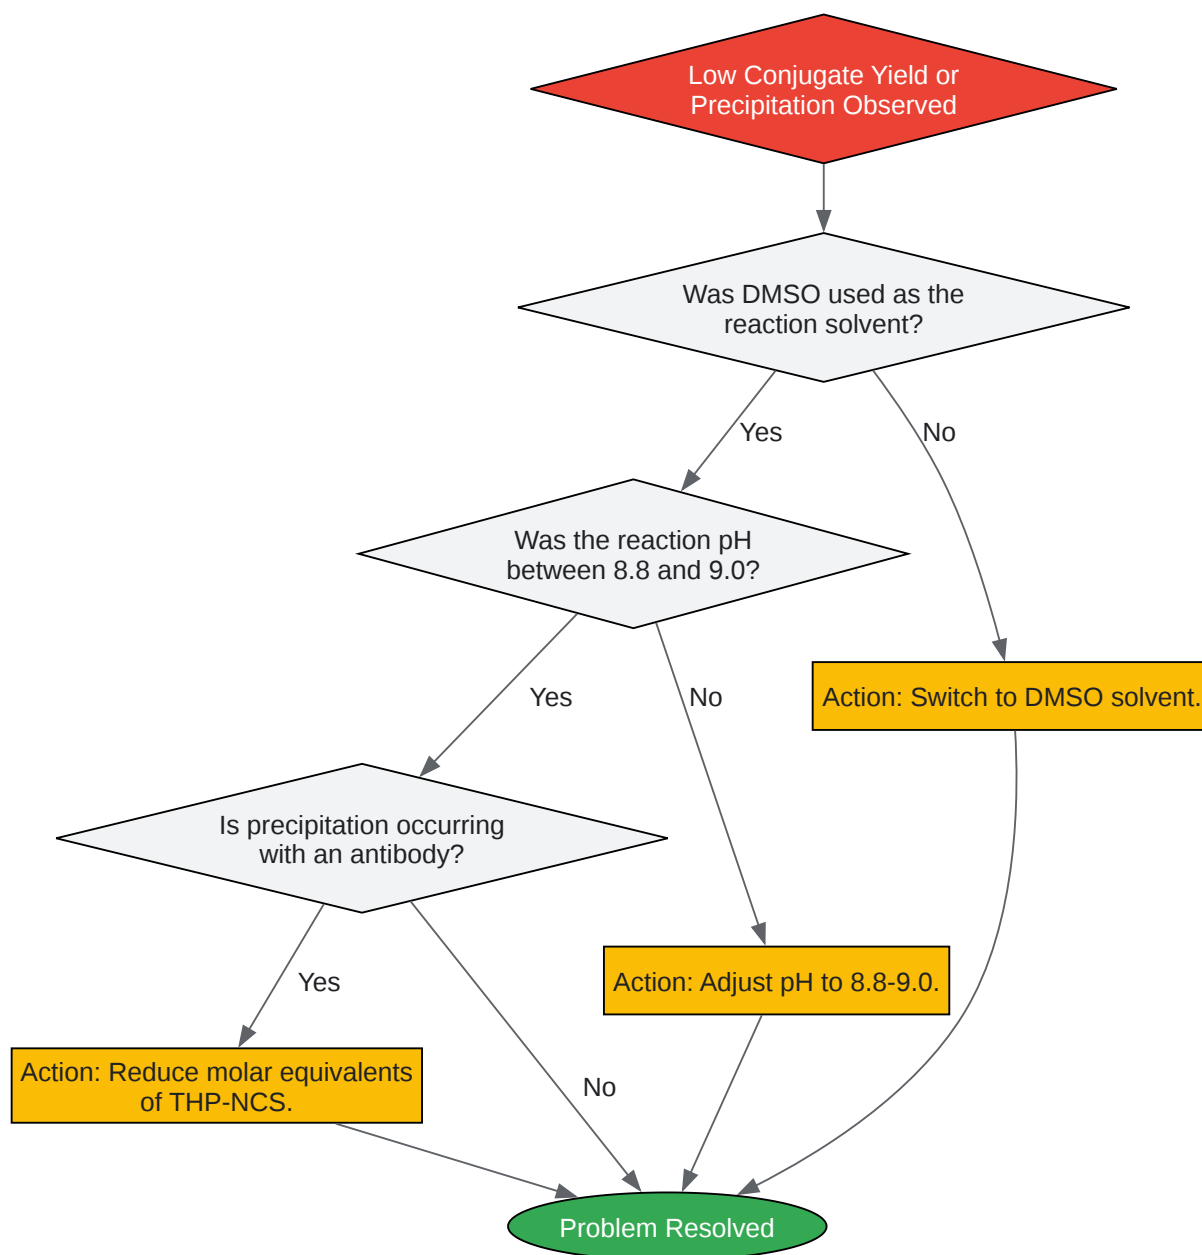 Low Conjugate Yield or
Precipitation Observed
Was DMSO used as the
reaction solvent?
Yes
No
Was the reaction pH
between 8.8 and 9.0?
Yes
No
Action: Switch to DMSO solvent.
Is precipitation occurring
with an antibody?
Yes
Action: Adjust pH to 8.8-9.0.
Action: Reduce molar equivalents
of THP-NCS.
No
Problem Resolved